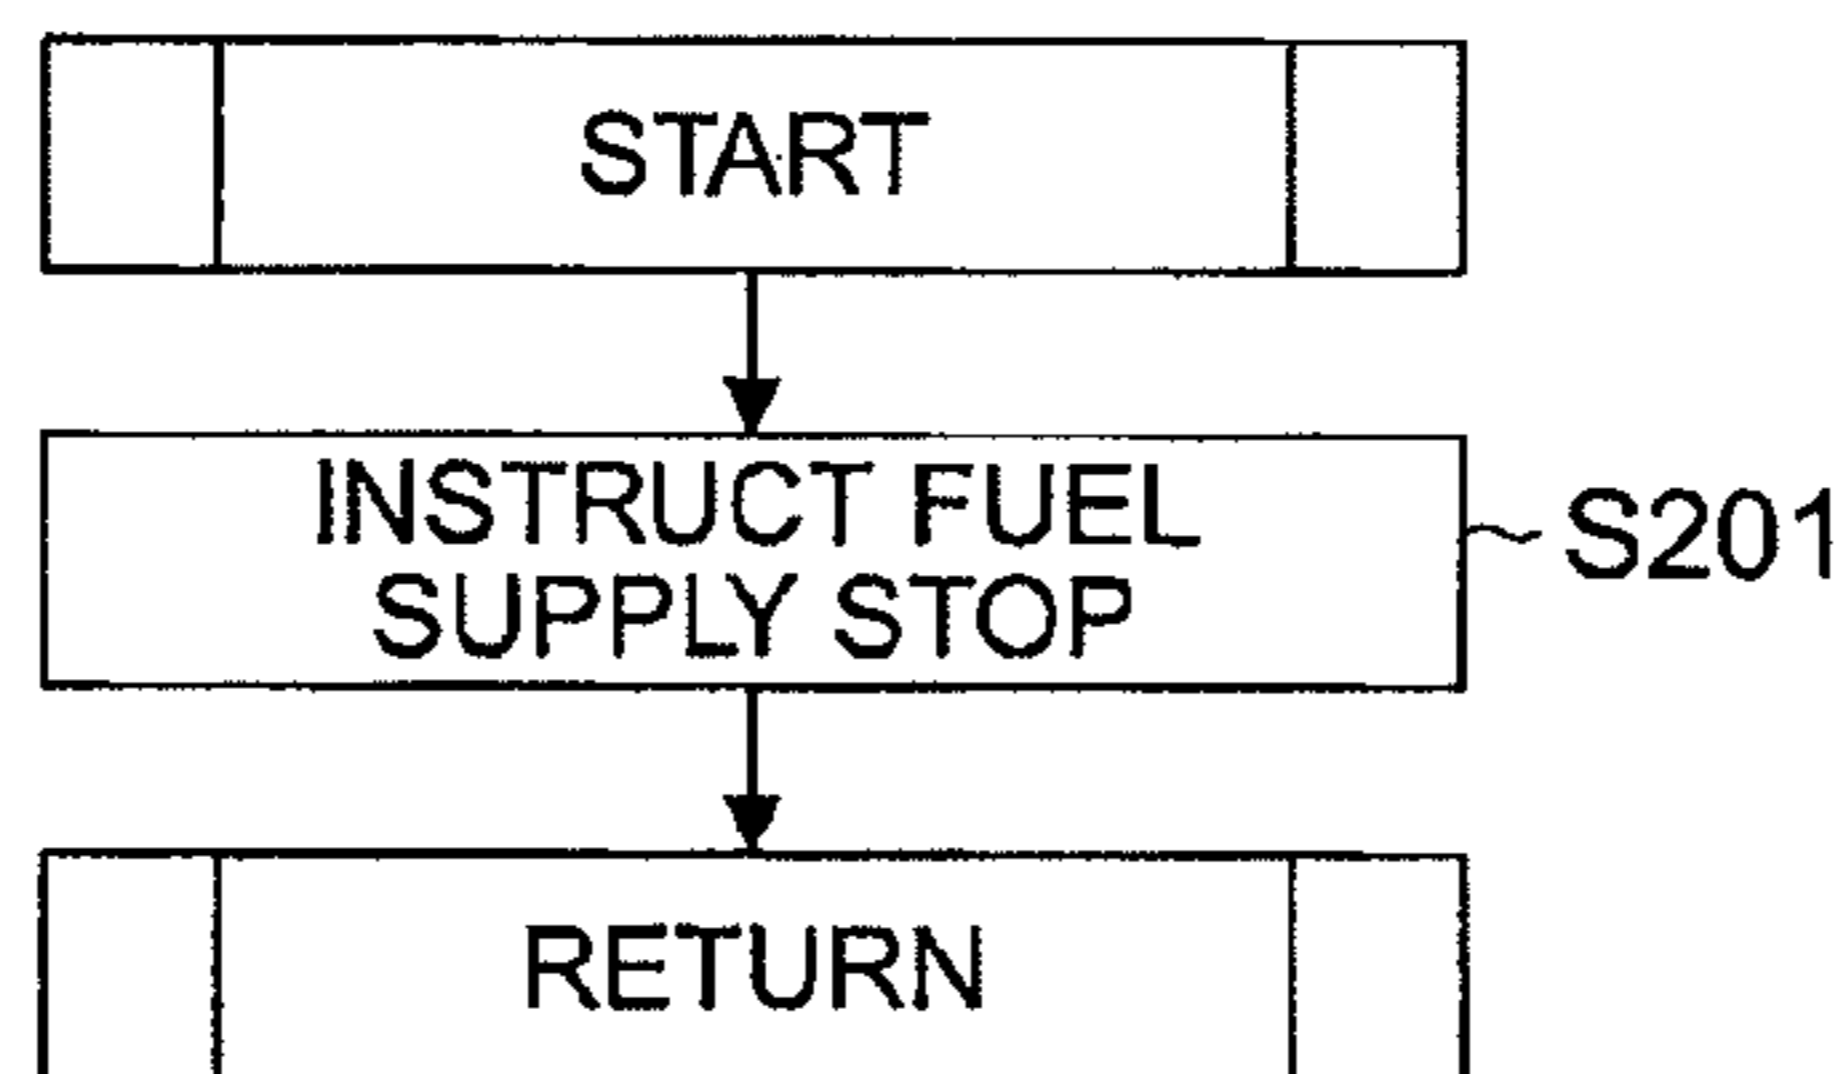 START
INSTRUCT FUEL
SUPPLY STOP
S201
RETURN